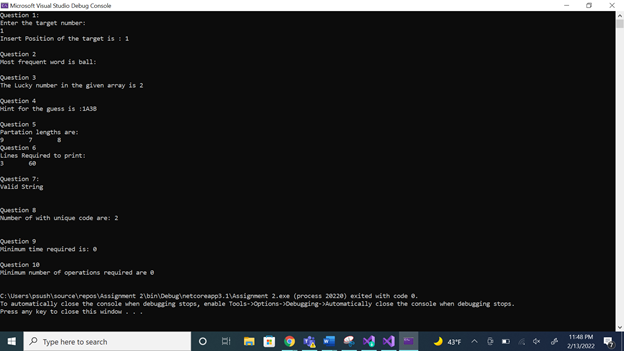 Microsoft Visual Studio Debug Console
Question 1:
Enter the target number:
1
Insert Position of the target is : 1
Question 2
Most frequent word is ball:
Question 3
The Lucky number in the given array is 2
Question 4
Hint for the guess is :1A3B
Question 5
Partation lengths are:
9 7 8
Question 6
Lines Required to print:
3 60
Question 7:
Valid String
Question 8
Number of with unique code are: 2
Question 9
Minimum time required is: 0
Question 10
Minimum number of operations required are 0
C:\Users\psush\source\repos\Assignment 2\bin\Debug\netcoreapp3.1\Assignment 2.exe (process 20220) exited with code 0.
To automatically close the console when debugging stops, enable Tools->Options->Debugging->Automatically close the console when debugging stops.
Press any key to close this window . . .
Type here to search
43°F
11:48 PM
2/13/2022